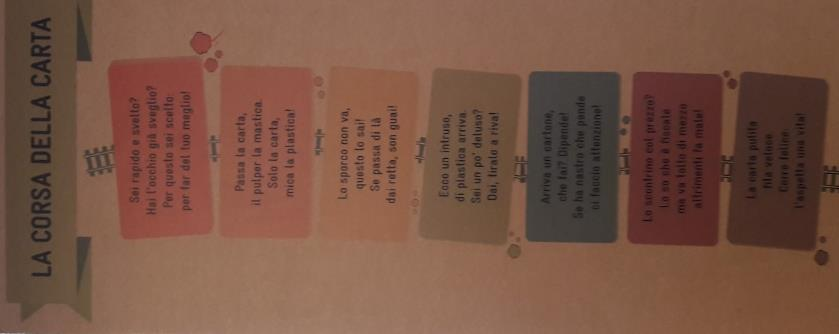 LA CORSA DELLA CARTA
Sei rapido e svelto?
Hai l'occhio già sveglio?
Per questo sei scelto:
per far del tuo meglio!
Passa la carta,
il pulper la mastica.
Solo la carta,
mica la plastica!
Lo sporco non va,
questo lo sai!
Se passa di là
dai retta, son guai!
Ecco un intruso,
di plastica arriva.
Sei un po' deluso?
Dai, tiralo a riva!
Arriva un cartone,
che fai? Dipende!
Se ha nastro che pende
ci faccio attenzione!
Lo scontrino col prezzo?
Lo so che è fiscale
ma va tolto di mezzo
altrimenti fa male!
La carta pulita
fila veloce.
Corre felice:
l'aspetta una vita!